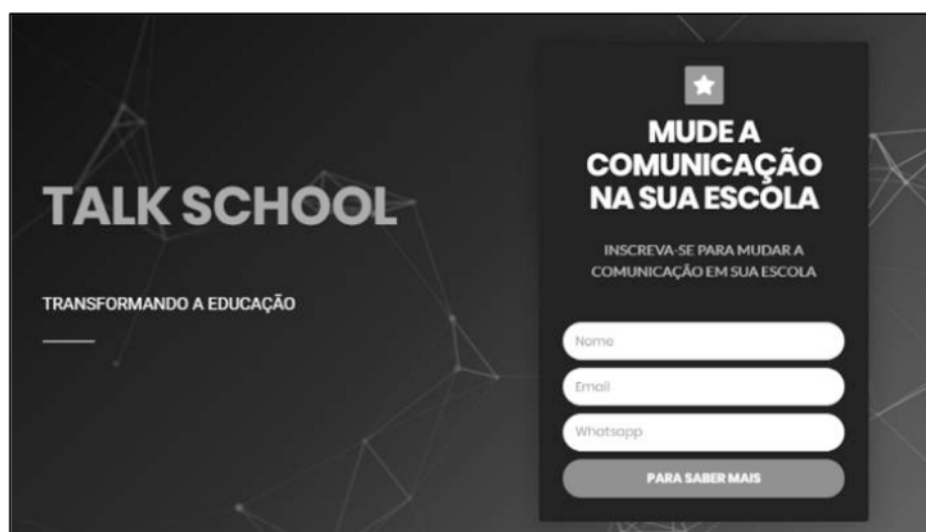 TALK SCHOOL
TRANSFORMANDO A EDUCAÇÃO
MUDE A
COMUNICAÇÃO
NA SUA ESCOLA
INSCREVA-SE PARA MUDAR A
COMUNICAÇÃO EM SUA ESCOLA
Nome
Email
Whatsapp
PARA SABER MAIS